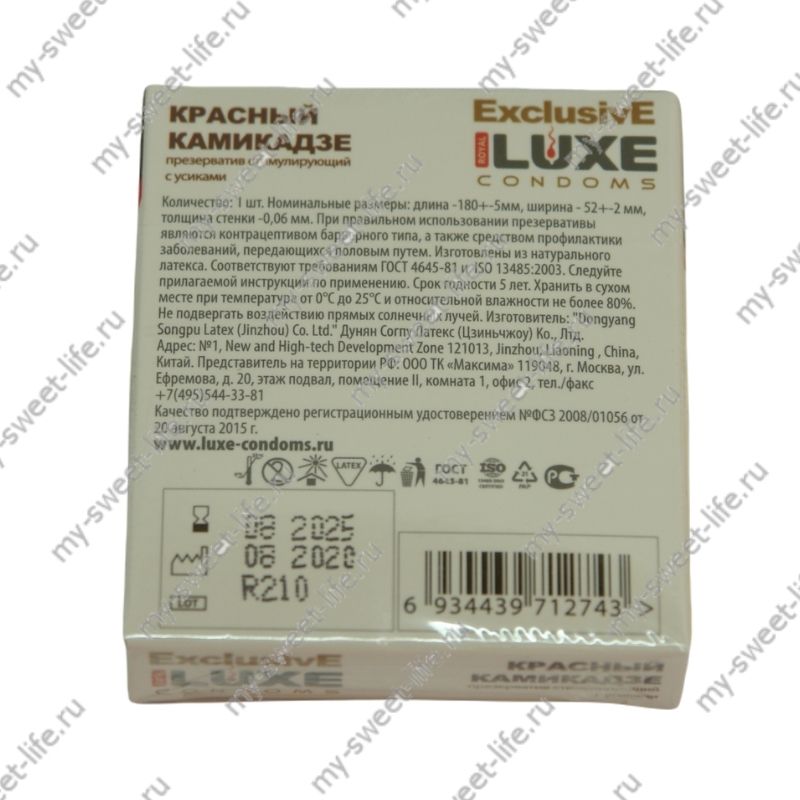 КРАСНЫЙ
КАМИКАДЗЕ
презерватив стимулирующий
с усиками
ExclusivE
ROYAL
LUXE
CONDOMS
Количество: 1 шт. Номинальные размеры: длина -180+-5мм, ширина - 52+-2 мм,
толщина стенки -0,06 мм. При правильном использовании презервативы
являются контрацептивом барьерного типа, а также средством профилактики
заболеваний, передающихся половым путем. Изготовлены из натурального
латекса. Соответствуют требованиям ГОСТ 4645-81 и ISO 13485:2003. Следуйте
прилагаемой инструкции по применению. Срок годности 5 лет. Хранить в сухом
месте при температуре от 0°С до 25°С и относительной влажности не более 80%.
Не подвергать воздействию прямых солнечных лучей. Изготовитель: "Dongyang
Songpu Latex (Jinzhou) Co. Ltd." Дунян Согпу Латекс (Цзиньчжоу) Ко., Лтд.
Адрес: №1, New and High-tech Development Zone 121013, Jinzhou, Liaoning , China,
Китай. Представитель на территории РФ: ООО ТК «Максима» 119048, г. Москва, ул.
Ефремова, д. 20, этаж подвал, помещение II, комната 1, офис 2, тел./факс
+7(495)544-33-81
Качество подтверждено регистрационным удостоверением №ФСЗ 2008/01056 от
20 августа 2015 г.
www.luxe-condoms.ru
LATEX
ГОСТ
4645-81
ISO
21
PAP
08 2025
08 2020
LOT
R210
6 934439 712743 >
ExclusivE
LUXE
CONDOMS
КРАСНЫЙ
КАМИКАДЗЕ
my-sweet-life.ru